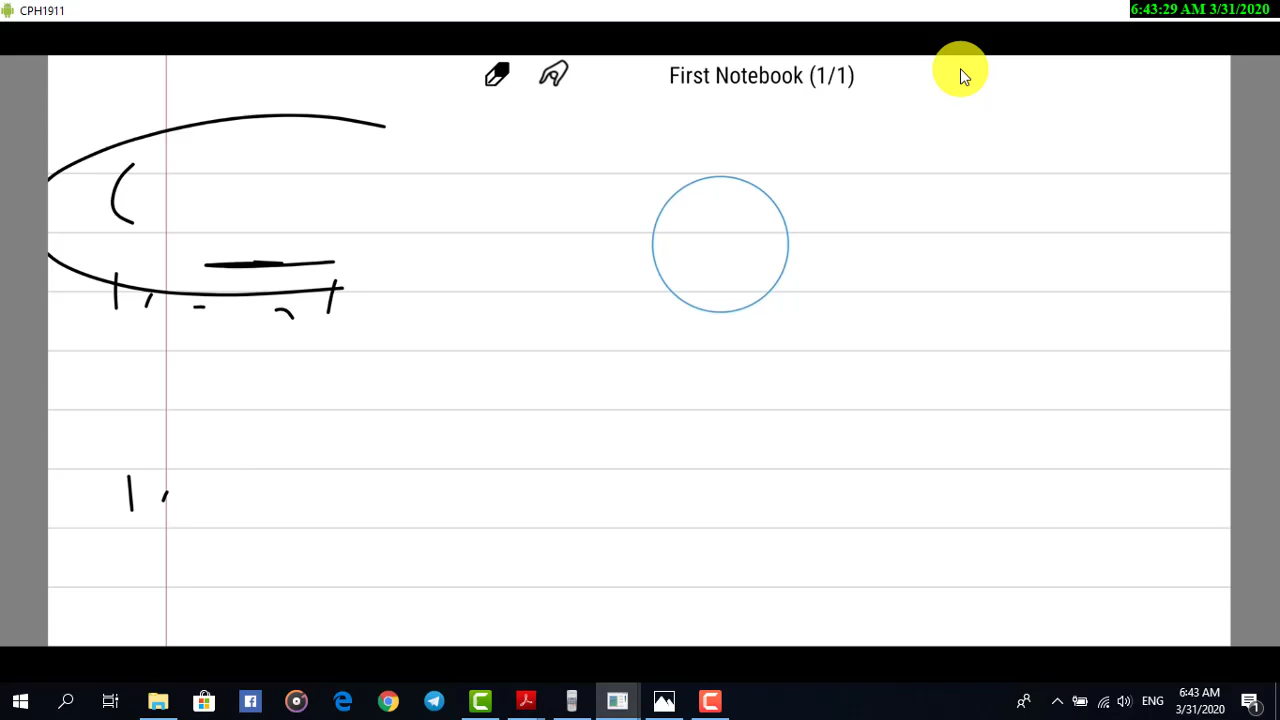 CPH1911
6:43:29 AM 3/31/2020
First Notebook (1/1)
ENG
6:43 AM
3/31/2020
1